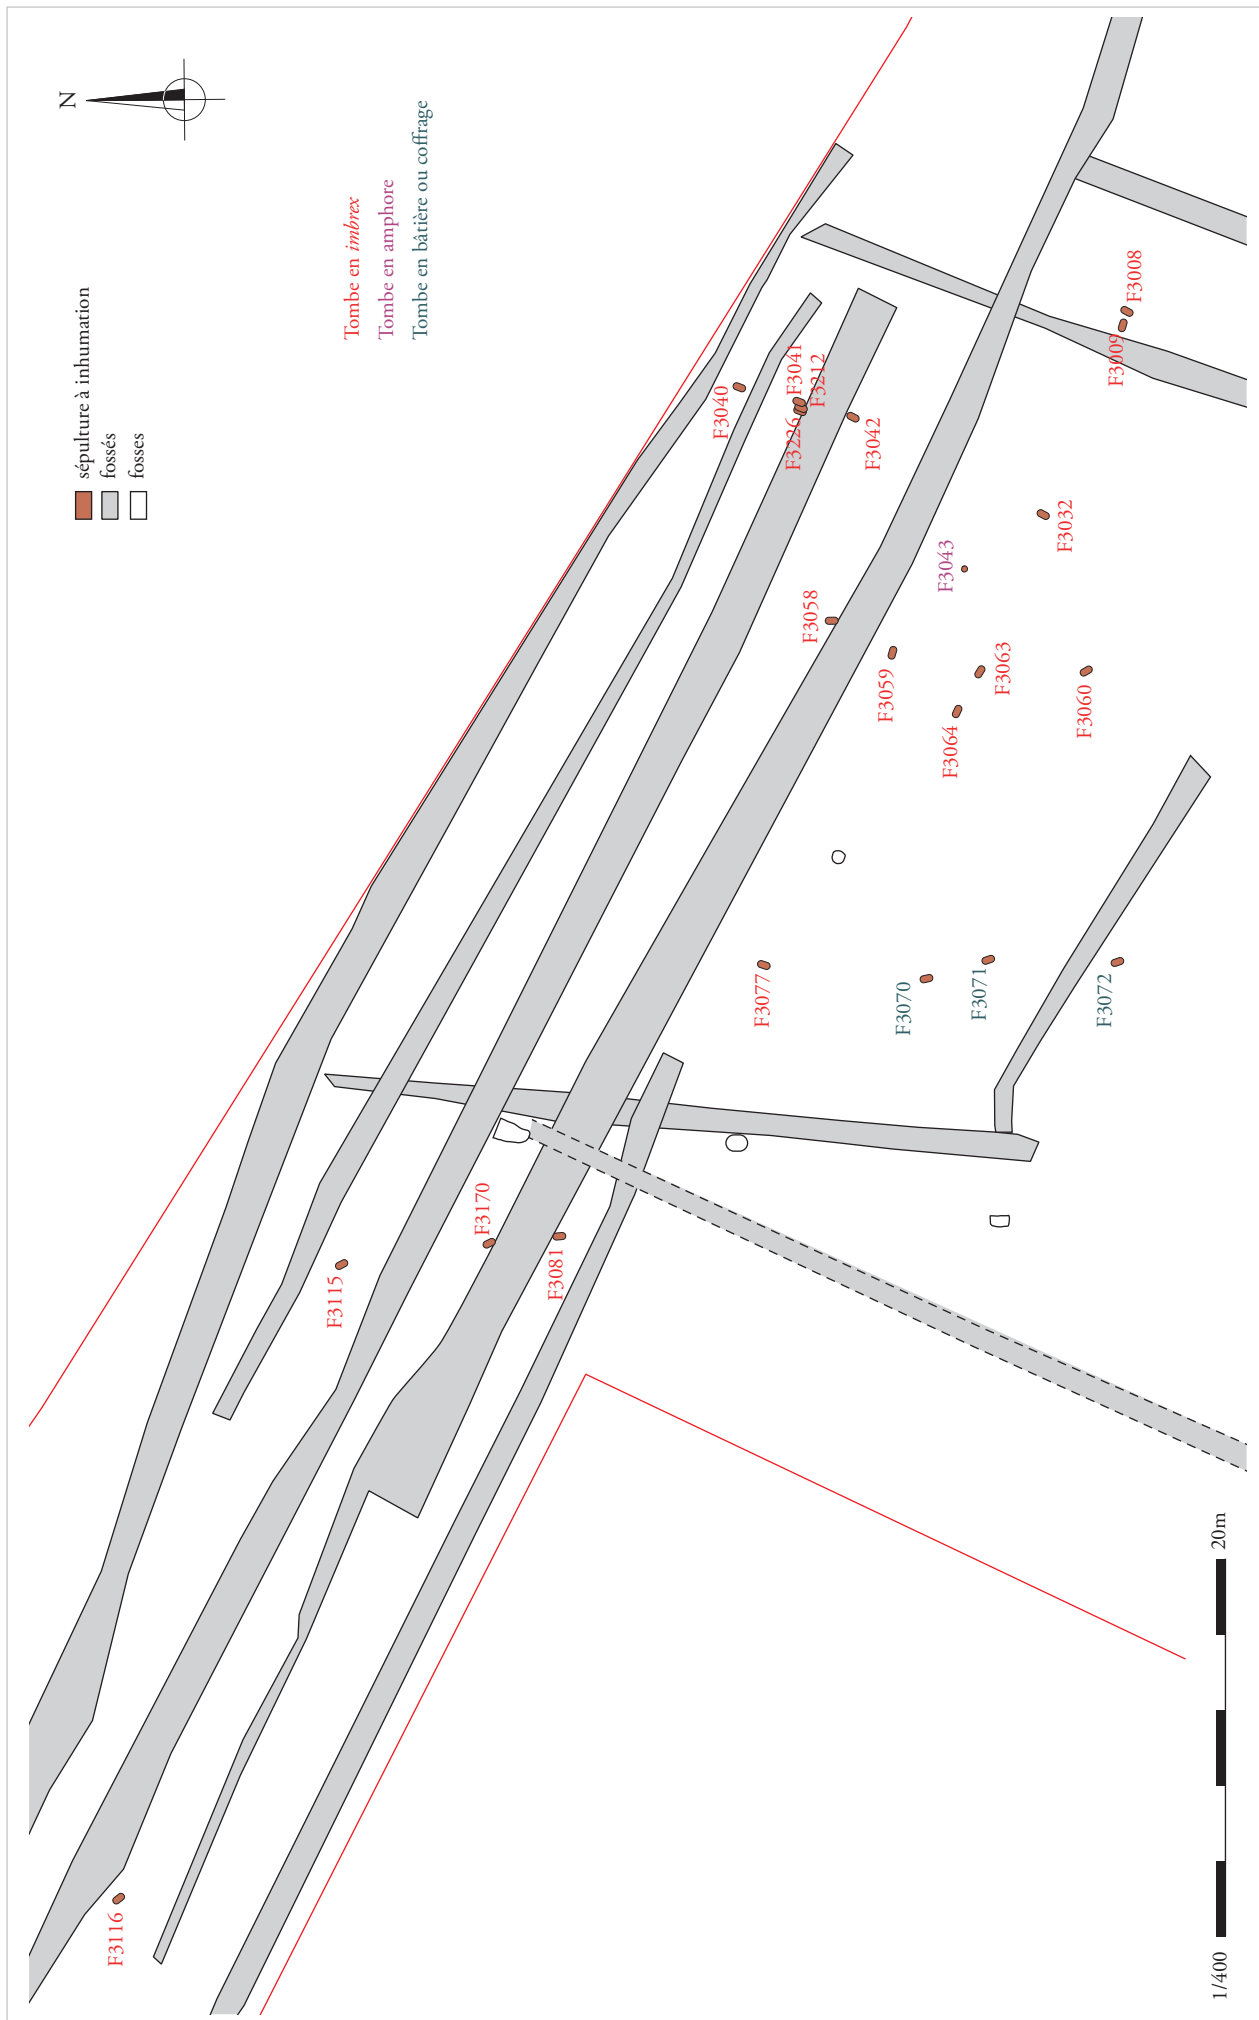 N
sépulture à inhumation
fossés
fosses
Tombe en imbrex
Tombe en amphore
Tombe en bâtière ou coffrage
F3116
F3115
F3170
F3081
F3077
F3070
F3071
F3072
F3064
F3059
F3063
F3060
F3058
F3043
F3032
F3040
F3226
F3041
F3212
F3042
F3009
F3008
1/400
20m